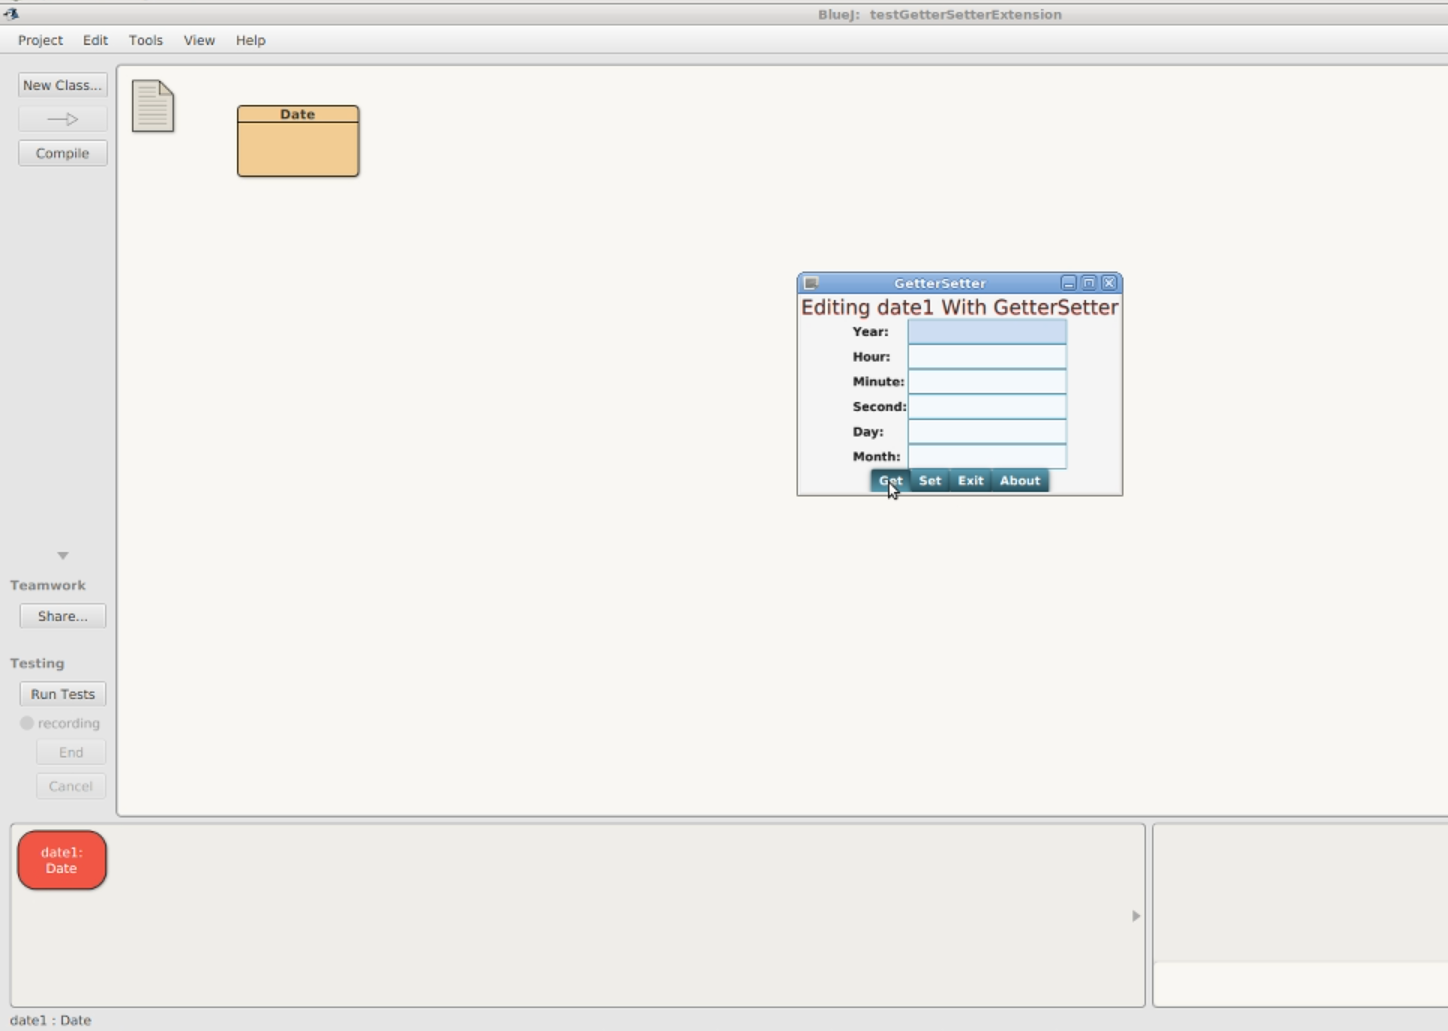 BlueJ: testGetterSetterExtension
Project Edit Tools View Help
New Class...
Compile
Date
GetterSetter
Editing date1 With GetterSetter
Year:
Hour:
Minute:
Second:
Day:
Month:
Get Set Exit About
Teamwork
Share...
Testing
Run Tests
recording
End
Cancel
date1:
Date
date1 : Date